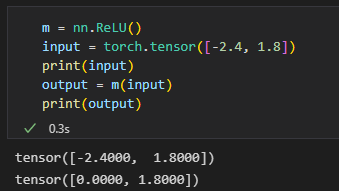 m = nn.ReLU()
input = torch.tensor([-2.4, 1.8])
print(input)
output = m(input)
print(output)
0.3s
tensor([-2.4000,  1.8000])
tensor([0.0000, 1.8000])